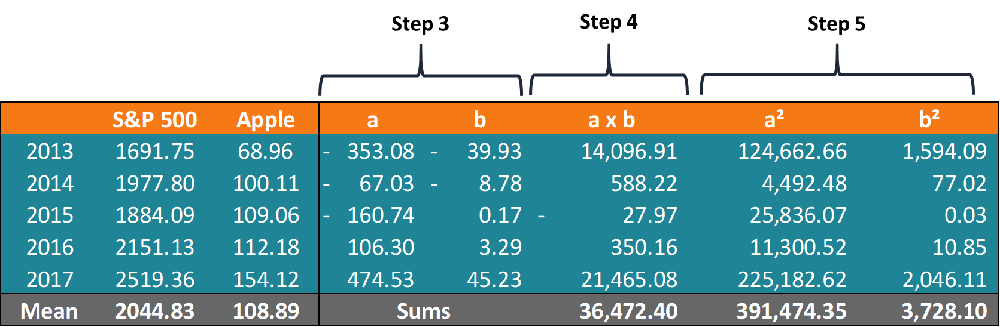 Step 3 Step 4 Step 5
S&P 500 Apple a b a x b a² b²
2013 1691.75 68.96 - 353.08 - 39.93 14,096.91 124,662.66 1,594.09
2014 1977.80 100.11 - 67.03 - 8.78 588.22 4,492.48 77.02
2015 1884.09 109.06 - 160.74 0.17 - 27.97 25,836.07 0.03
2016 2151.13 112.18 106.30 3.29 350.16 11,300.52 10.85
2017 2519.36 154.12 474.53 45.23 21,465.08 225,182.62 2,046.11
Mean 2044.83 108.89 Sums 36,472.40 391,474.35 3,728.10